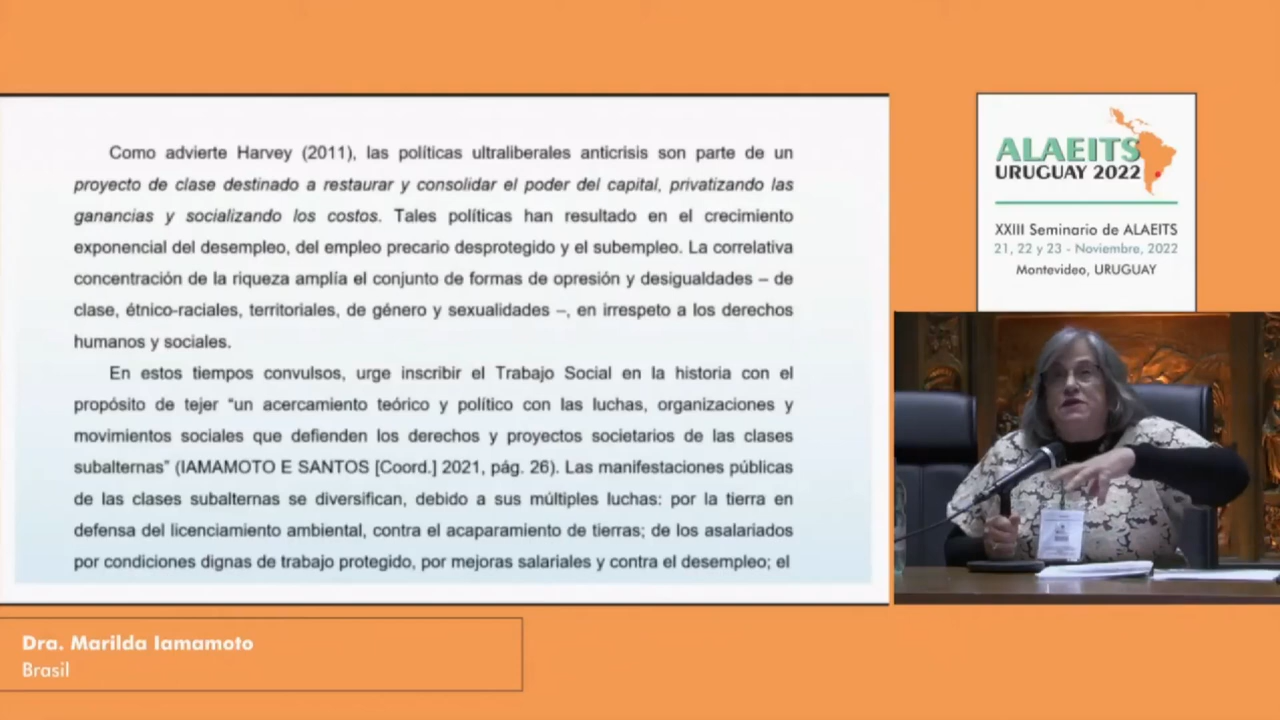 Como advierte Harvey (2011), las políticas ultraliberales anticrisis son parte de un
proyecto de clase destinado a restaurar y consolidar el poder del capital, privatizando las
ganancias y socializando los costos. Tales políticas han resultado en el crecimiento
exponencial del desempleo, del empleo precario desprotegido y el subempleo. La correlativa
concentración de la riqueza amplía el conjunto de formas de opresión y desigualdades – de
clase, étnico-raciales, territoriales, de género y sexualidades –, en irrespeto a los derechos
humanos y sociales.
En estos tiempos convulsos, urge inscribir el Trabajo Social en la historia con el
propósito de tejer “un acercamiento teórico y político con las luchas, organizaciones y
movimientos sociales que defienden los derechos y proyectos societarios de las clases
subalternas” (IAMAMOTO E SANTOS [Coord.] 2021, pág. 26). Las manifestaciones públicas
de las clases subalternas se diversifican, debido a sus múltiples luchas: por la tierra en
defensa del licenciamiento ambiental, contra el acaparamiento de tierras; de los asalariados
por condiciones dignas de trabajo protegido, por mejoras salariales y contra el desempleo; el
ALAEITS
URUGUAY 2022
XXIII Seminario de ALAEITS
21, 22 y 23 - Noviembre, 2022
Montevideo, URUGUAY
Dra. Marilda Iamamoto
Brasil